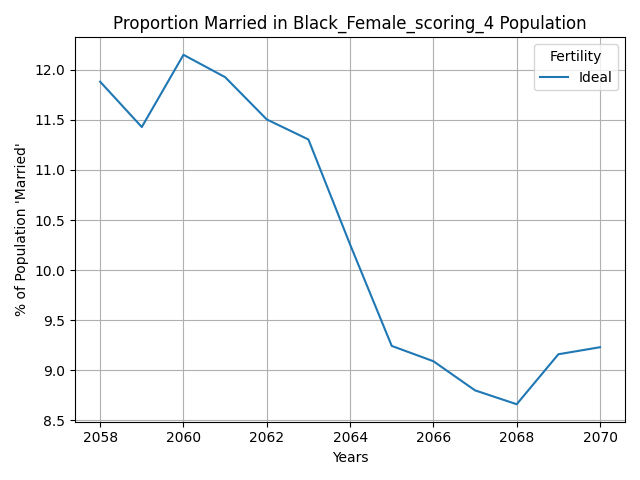 Proportion Married in Black_Female_scoring_4 Population
Fertility
Ideal
% of Population 'Married'
12.0
11.5
11.0
10.5
10.0
9.5
9.0
8.5
2058 2060 2062 2064 2066 2068 2070
Years